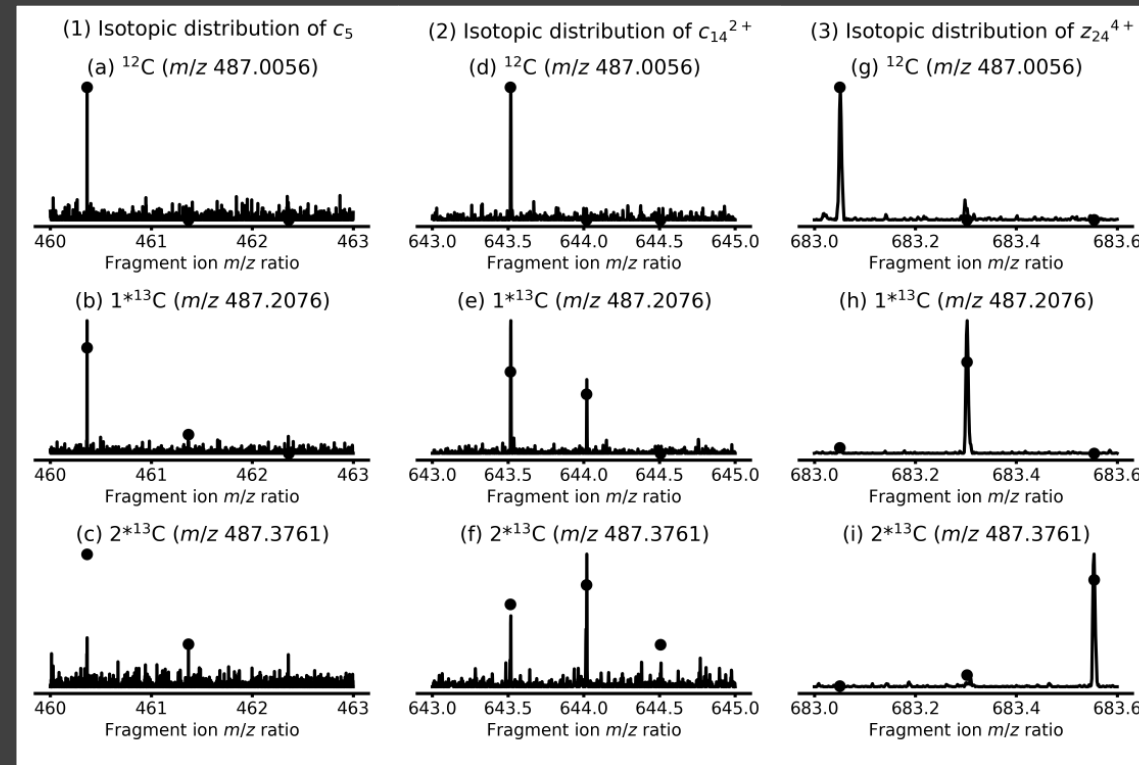 (1) Isotopic distribution of c₅
(2) Isotopic distribution of c₁₄²⁺
(3) Isotopic distribution of z₂₄⁴⁺
(a) ¹²C (m/z 487.0056)
(d) ¹²C (m/z 487.0056)
(g) ¹²C (m/z 487.0056)
460 461 462 463
643.0 643.5 644.0 644.5 645.0
683.0 683.2 683.4 683.6
Fragment ion m/z ratio
Fragment ion m/z ratio
Fragment ion m/z ratio
(b) 1*¹³C (m/z 487.2076)
(e) 1*¹³C (m/z 487.2076)
(h) 1*¹³C (m/z 487.2076)
460 461 462 463
643.0 643.5 644.0 644.5 645.0
683.0 683.2 683.4 683.6
Fragment ion m/z ratio
Fragment ion m/z ratio
Fragment ion m/z ratio
(c) 2*¹³C (m/z 487.3761)
(f) 2*¹³C (m/z 487.3761)
(i) 2*¹³C (m/z 487.3761)
460 461 462 463
643.0 643.5 644.0 644.5 645.0
683.0 683.2 683.4 683.6
Fragment ion m/z ratio
Fragment ion m/z ratio
Fragment ion m/z ratio